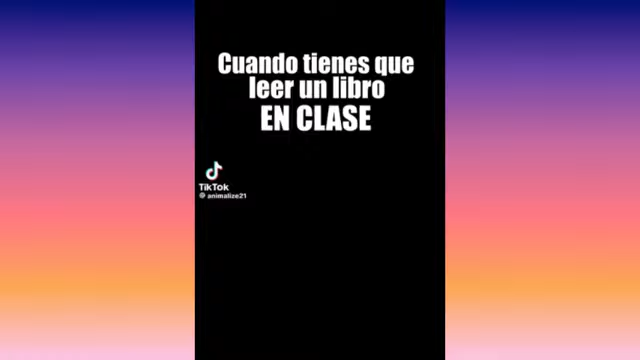 Cuando tienes que
leer un libro
EN CLASE
TikTok
@ animalize21